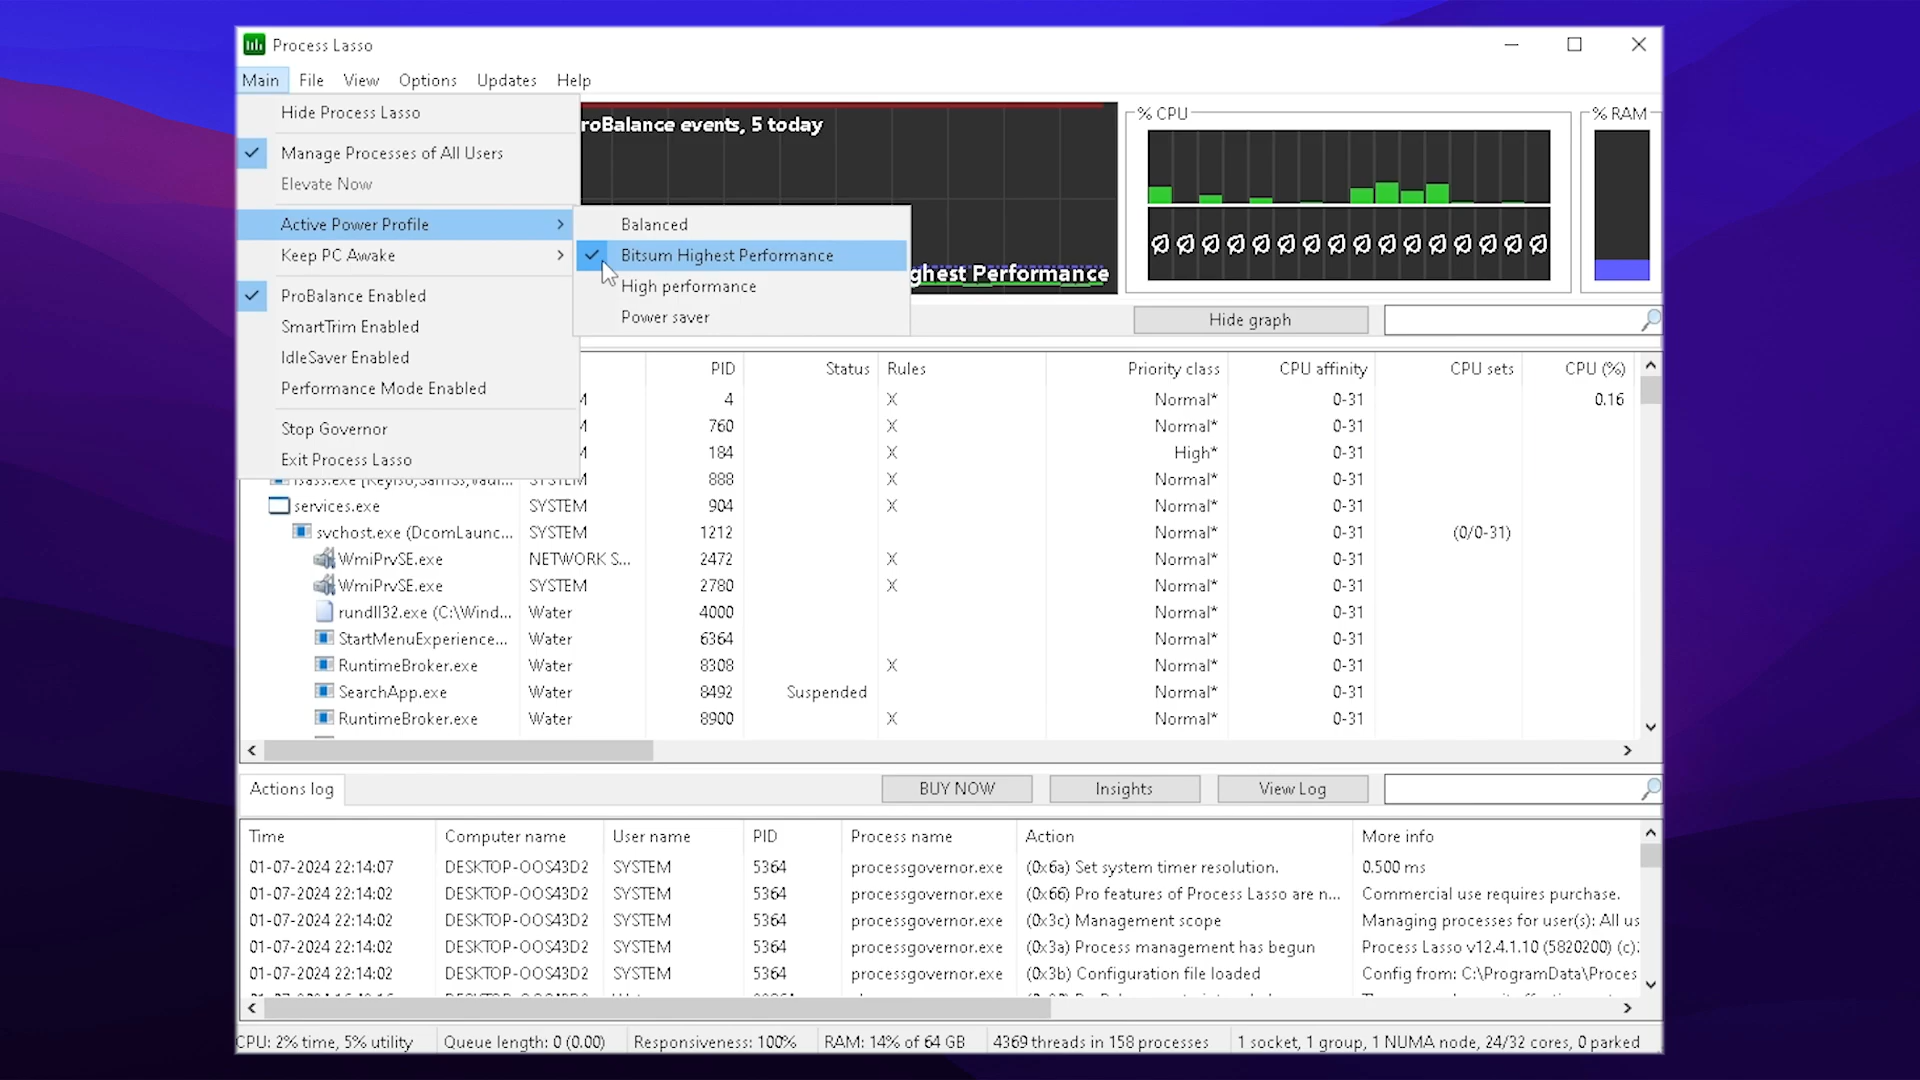 Process Lasso
Main File View Options Updates Help
Hide Process Lasso
Manage Processes of All Users
Elevate Now
Active Power Profile
Keep PC Awake
ProBalance Enabled
SmartTrim Enabled
IdleSaver Enabled
Performance Mode Enabled
Stop Governor
Exit Process Lasso
Balanced
Bitsum Highest Performance
High performance
Power saver
roBalance events, 5 today
ghest Performance
% CPU
% RAM
Hide graph
PID Status Rules Priority class CPU affinity CPU sets CPU (%)
4 X Normal* 0-31 0.16
760 X Normal* 0-31
184 X High* 0-31
lsass.exe [KeyIso,SamSs,Vaul... SYSTEM 888 X Normal* 0-31
services.exe SYSTEM 904 X Normal* 0-31
svchost.exe (DcomLaunc... SYSTEM 1212 Normal* 0-31 (0/0-31)
WmiPrvSE.exe NETWORK S... 2472 X Normal* 0-31
WmiPrvSE.exe SYSTEM 2780 X Normal* 0-31
rundll32.exe (C:\Wind... Water 4000 Normal* 0-31
StartMenuExperience... Water 6364 Normal* 0-31
RuntimeBroker.exe Water 8308 X Normal* 0-31
SearchApp.exe Water 8492 Suspended Normal* 0-31
RuntimeBroker.exe Water 8900 X Normal* 0-31
Actions log BUY NOW Insights View Log
Time Computer name User name PID Process name Action More info
01-07-2024 22:14:07 DESKTOP-OOS43D2 SYSTEM 5364 processgovernor.exe (0x6a) Set system timer resolution. 0.500 ms
01-07-2024 22:14:02 DESKTOP-OOS43D2 SYSTEM 5364 processgovernor.exe (0x66) Pro features of Process Lasso are n... Commercial use requires purchase.
01-07-2024 22:14:02 DESKTOP-OOS43D2 SYSTEM 5364 processgovernor.exe (0x3c) Management scope Managing processes for user(s): All us
01-07-2024 22:14:02 DESKTOP-OOS43D2 SYSTEM 5364 processgovernor.exe (0x3a) Process management has begun Process Lasso v12.4.1.10 (5820200) (c)
01-07-2024 22:14:02 DESKTOP-OOS43D2 SYSTEM 5364 processgovernor.exe (0x3b) Configuration file loaded Config from: C:\ProgramData\Proces
CPU: 2% time, 5% utility Queue length: 0 (0.00) Responsiveness: 100% RAM: 14% of 64 GB 4369 threads in 158 processes 1 socket, 1 group, 1 NUMA node, 24/32 cores, 0 parked